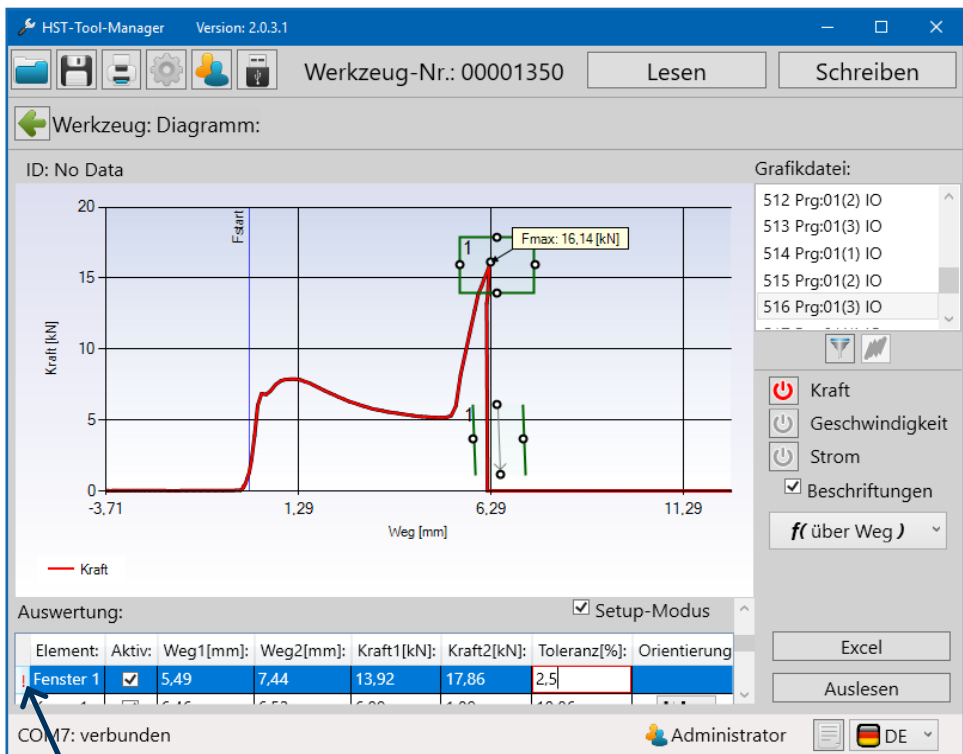 HST-Tool-Manager Version: 2.0.3.1
Werkzeug-Nr.: 00001350 Lesen Schreiben
Werkzeug: Diagramm:
ID: No Data
Grafikdatei:
512 Prg:01(2) IO
513 Prg:01(3) IO
514 Prg:01(1) IO
515 Prg:01(2) IO
516 Prg:01(3) IO
Kraft
Geschwindigkeit
Strom
Beschriftungen
f( über Weg )
20
15
10
5
0
Kraft [kN]
Fstart
1
Fmax: 16,14 [kN]
1
-3,71 1,29 6,29 11,29
Weg [mm]
Kraft
Auswertung: Setup-Modus
Element: Aktiv: Weg1[mm]: Weg2[mm]: Kraft1[kN]: Kraft2[kN]: Toleranz[%]: Orientierung
! Fenster 1 5,49 7,44 13,92 17,86 2.5
Excel
Auslesen
COM7: verbunden Administrator DE